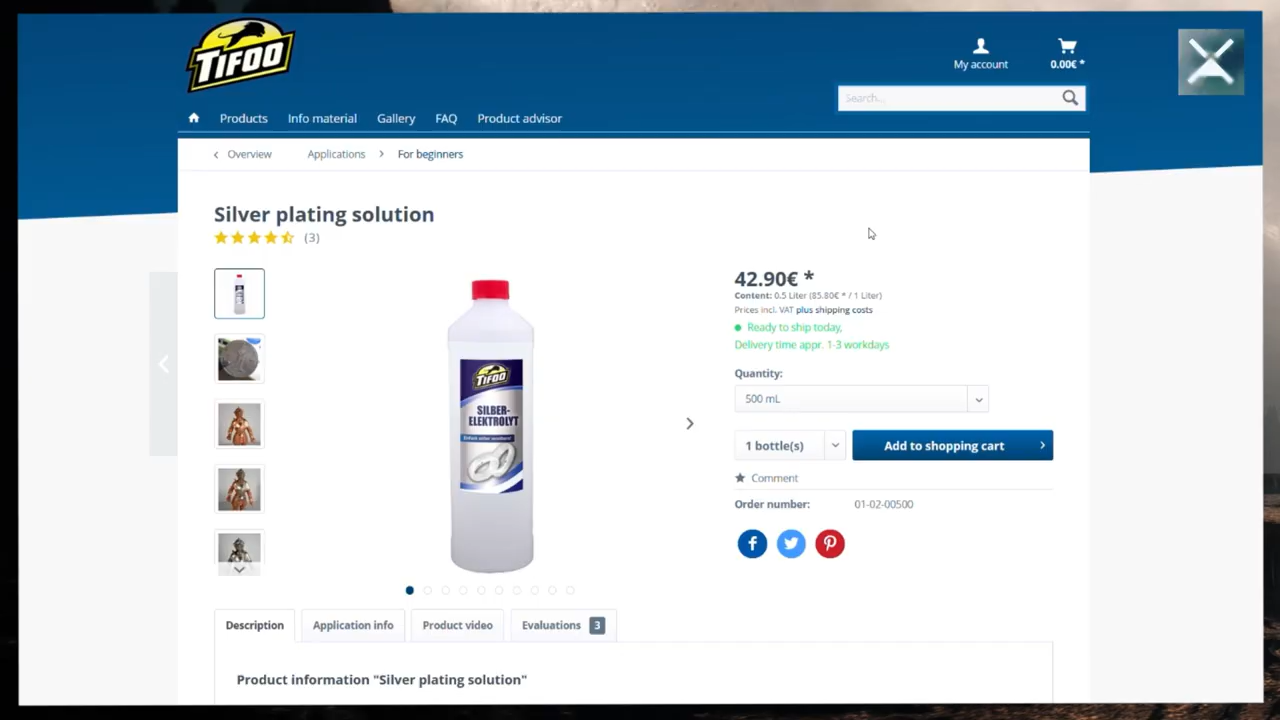 TIFOO
My account
0.00€ *
Search...
Products Info material Gallery FAQ Product advisor
Overview Applications For beginners
Silver plating solution
(3)
42.90€ *
Content: 0.5 Liter (85.80€ * / 1 Liter)
Prices incl. VAT plus shipping costs
Ready to ship today,
Delivery time appr. 1-3 workdays
Quantity:
500 mL
1 bottle(s)
Add to shopping cart
Comment
Order number: 01-02-00500
TIFOO
SILBER-
ELEKTROLYT
Description Application info Product video Evaluations 3
Product information "Silver plating solution"